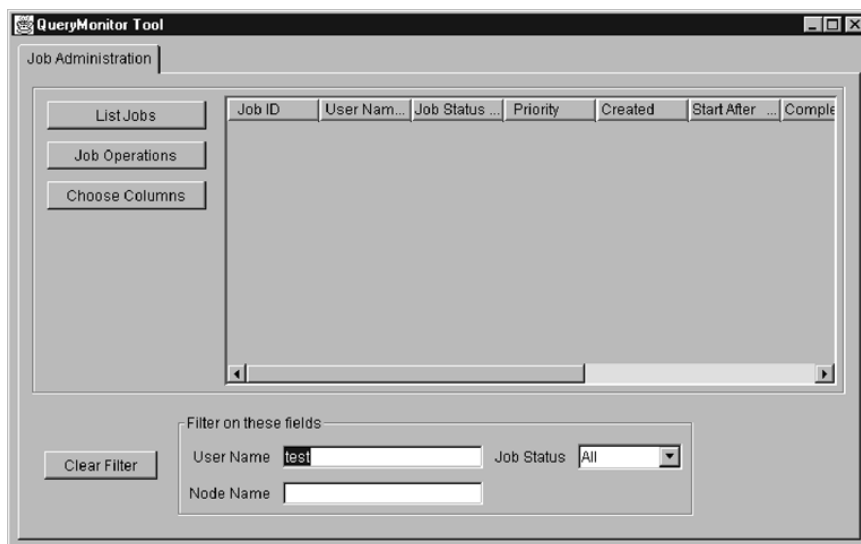 QueryMonitor Tool
Job Administration
List Jobs
Job Operations
Choose Columns
Job ID User Nam... Job Status ... Priority Created Start After ... Comple
Filter on these fields
Clear Filter
User Name test Job Status All
Node Name